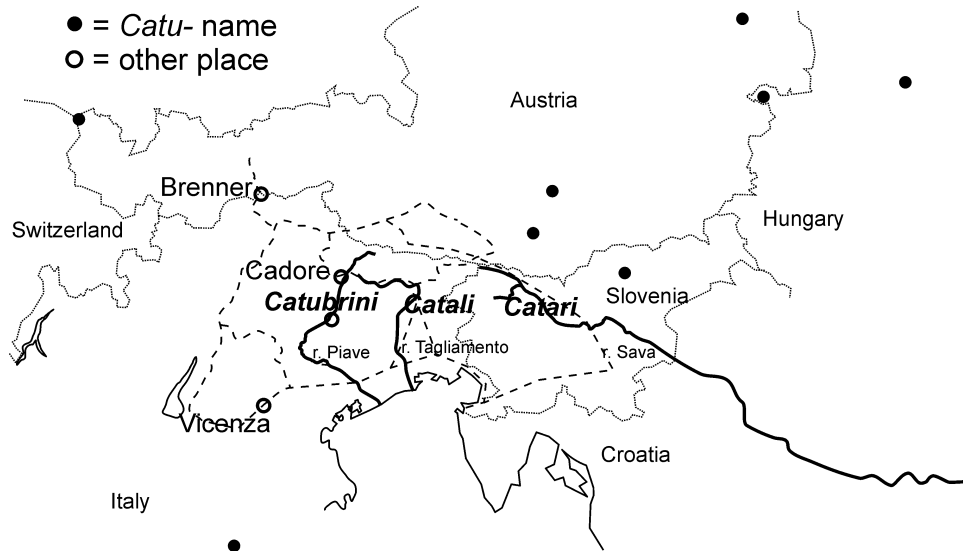 = Catu- name
= other place
Austria
Brenner
Switzerland
Hungary
Cadore
Slovenia
Catubrini
Catali
Catari
r. Piave
r. Tagliamento
r. Sava
Vicenza
Croatia
Italy